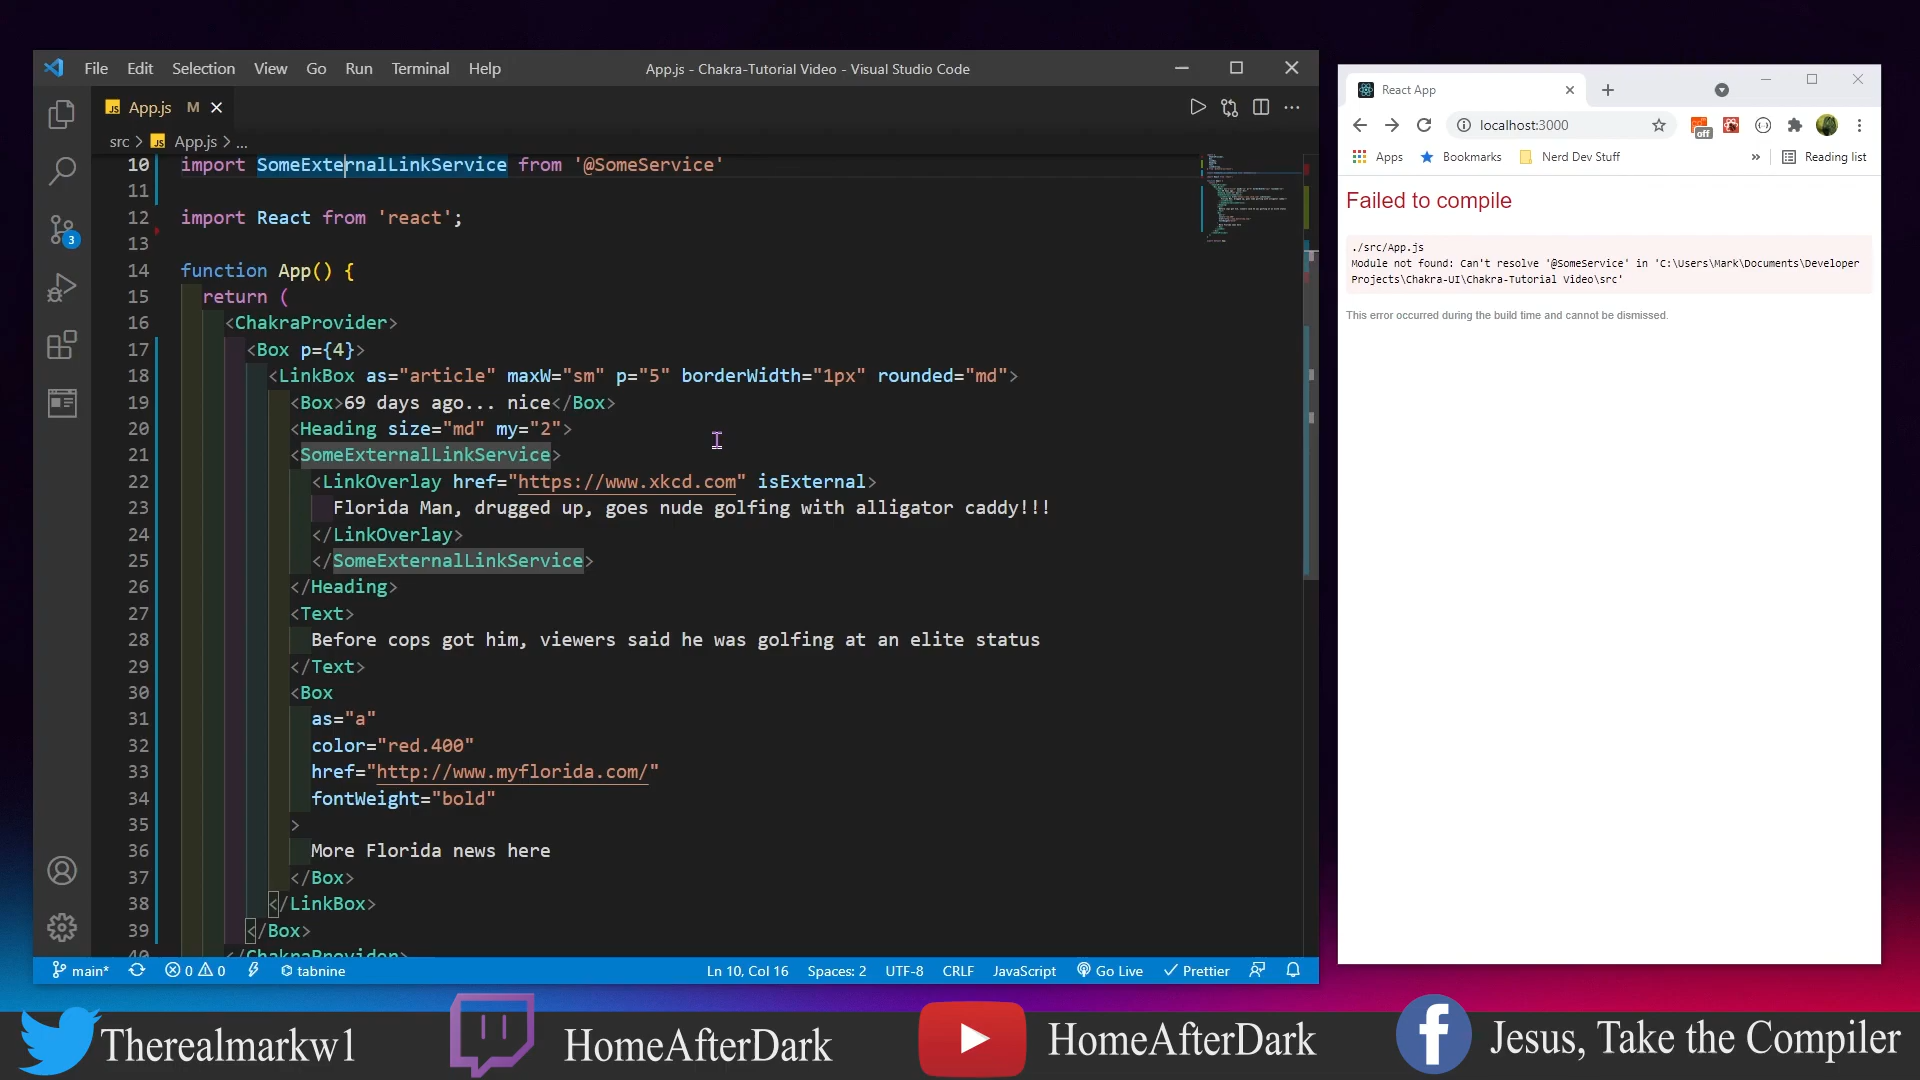 File Edit Selection View Go Run Terminal Help
App.js - Chakra-Tutorial Video - Visual Studio Code
JS App.js M
src > JS App.js > ...
10 import SomeExternalLinkService from '@SomeService'
11
12 import React from 'react';
13
14 function App() {
15 return (
16 <ChakraProvider>
17 <Box p={4}>
18 <LinkBox as="article" maxW="sm" p="5" borderWidth="1px" rounded="md">
19 <Box>69 days ago... nice</Box>
20 <Heading size="md" my="2">
21 <SomeExternalLinkService>
22 <LinkOverlay href="https://www.xkcd.com" isExternal>
23 Florida Man, drugged up, goes nude golfing with alligator caddy!!!
24 </LinkOverlay>
25 </SomeExternalLinkService>
26 </Heading>
27 <Text>
28 Before cops got him, viewers said he was golfing at an elite status
29 </Text>
30 <Box
31 as="a"
32 color="red.400"
33 href="http://www.myflorida.com/"
34 fontWeight="bold"
35 >
36 More Florida news here
37 </Box>
38 </LinkBox>
39 </Box>
40 </ChakraProvider>
3
main* 0 0 tabnine Ln 10, Col 16 Spaces: 2 UTF-8 CRLF JavaScript Go Live Prettier
React App
localhost:3000
off
Apps Bookmarks Nerd Dev Stuff » Reading list
Failed to compile
./src/App.js
Module not found: Can't resolve '@SomeService' in 'C:\Users\Mark\Documents\Developer
Projects\Chakra-UI\Chakra-Tutorial Video\src'
This error occurred during the build time and cannot be dismissed.
Therealmarkw1
HomeAfterDark
HomeAfterDark
Jesus, Take the Compiler